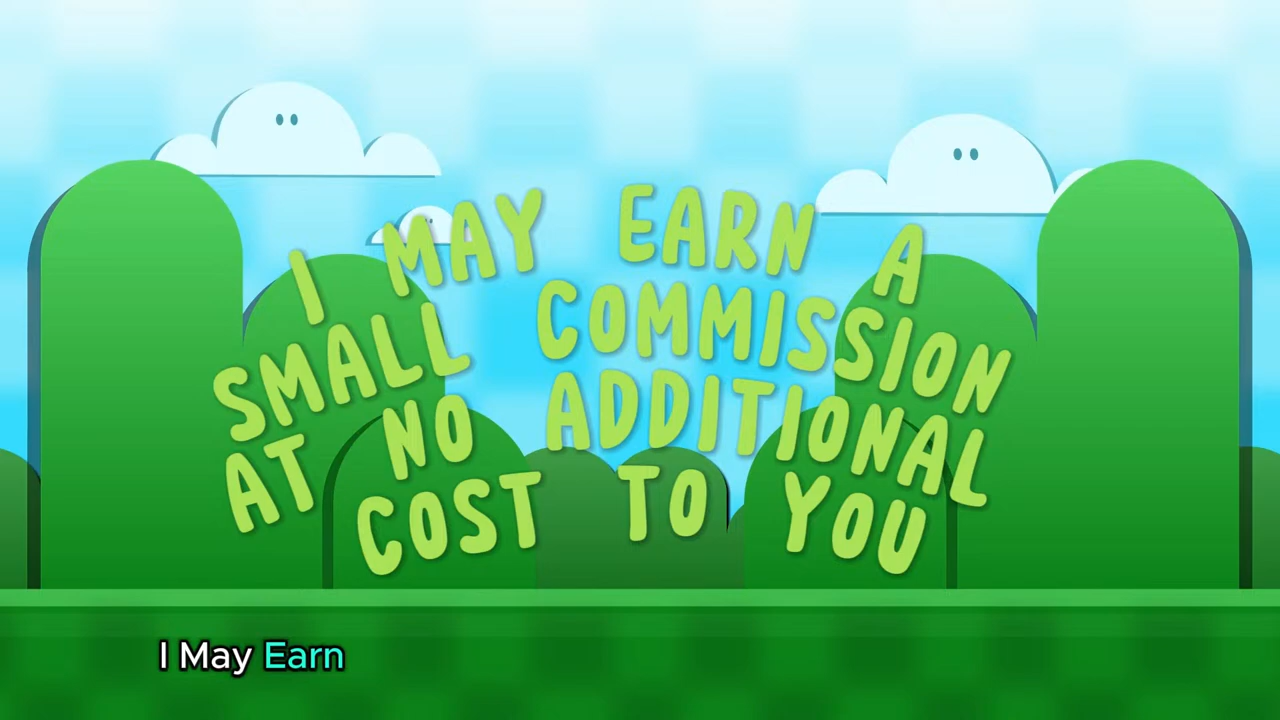 I MAY EARN A
SMALL COMMISSION
AT NO ADDITIONAL
COST TO YOU
I May Earn